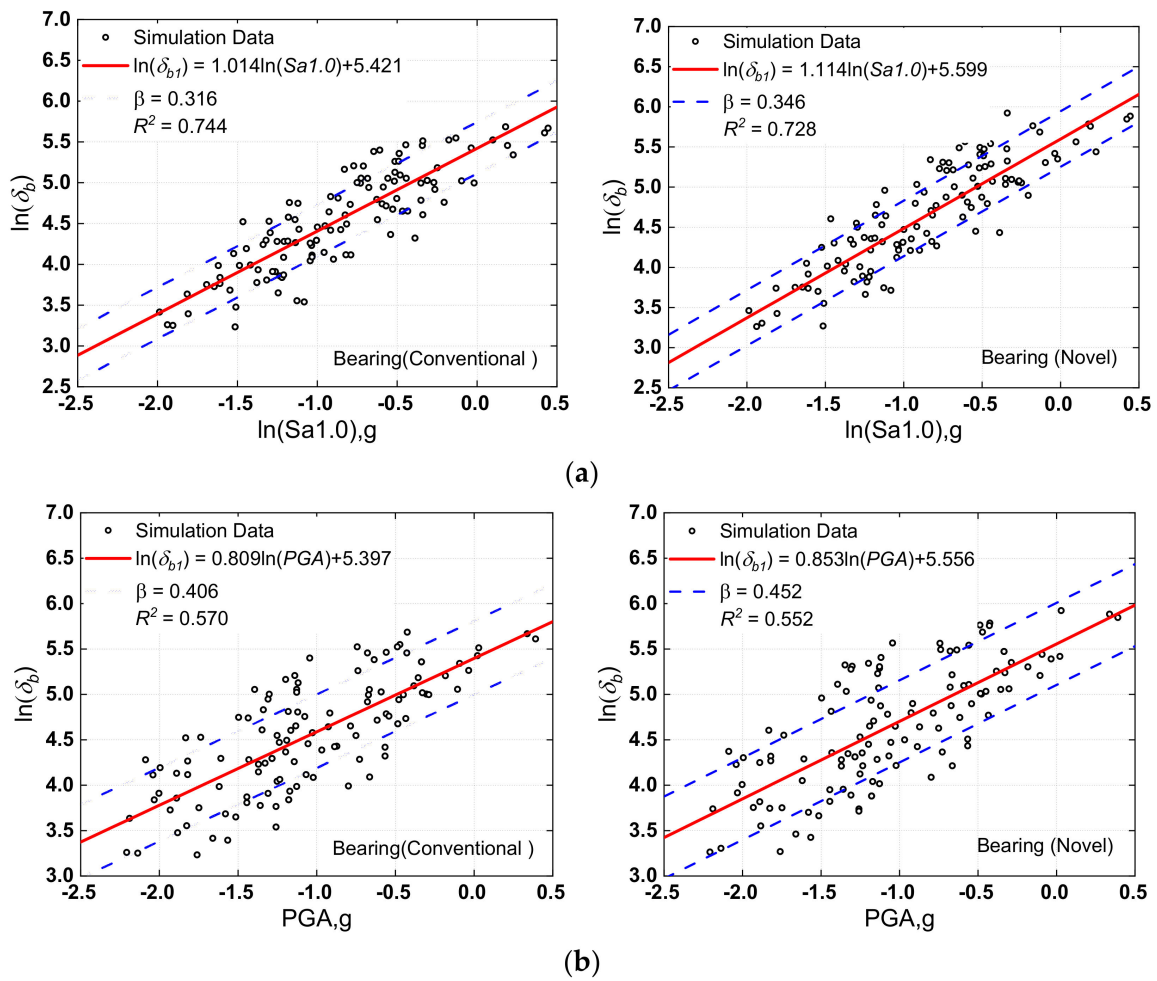 7.0
6.5
6.0
5.5
5.0
4.5
4.0
3.5
3.0
2.5
ln(δb)
Simulation Data
ln(δb1) = 1.014ln(Sa1.0)+5.421
β = 0.316
R2 = 0.744
Bearing(Conventional )
-2.5 -2.0 -1.5 -1.0 -0.5 0.0 0.5
ln(Sa1.0),g
7.0
6.5
6.0
5.5
5.0
4.5
4.0
3.5
3.0
2.5
ln(δb)
Simulation Data
ln(δb1) = 1.114ln(Sa1.0)+5.599
β = 0.346
R2 = 0.728
Bearing (Novel)
-2.5 -2.0 -1.5 -1.0 -0.5 0.0 0.5
ln(Sa1.0),g
(a)
7.0
6.5
6.0
5.5
5.0
4.5
4.0
3.5
3.0
ln(δb)
Simulation Data
ln(δb1) = 0.809ln(PGA)+5.397
β = 0.406
R2 = 0.570
Bearing(Conventional )
-2.5 -2.0 -1.5 -1.0 -0.5 0.0 0.5
PGA,g
7.0
6.5
6.0
5.5
5.0
4.5
4.0
3.5
3.0
ln(δb)
Simulation Data
ln(δb1) = 0.853ln(PGA)+5.556
β = 0.452
R2 = 0.552
Bearing (Novel)
-2.5 -2.0 -1.5 -1.0 -0.5 0.0 0.5
PGA,g
(b)